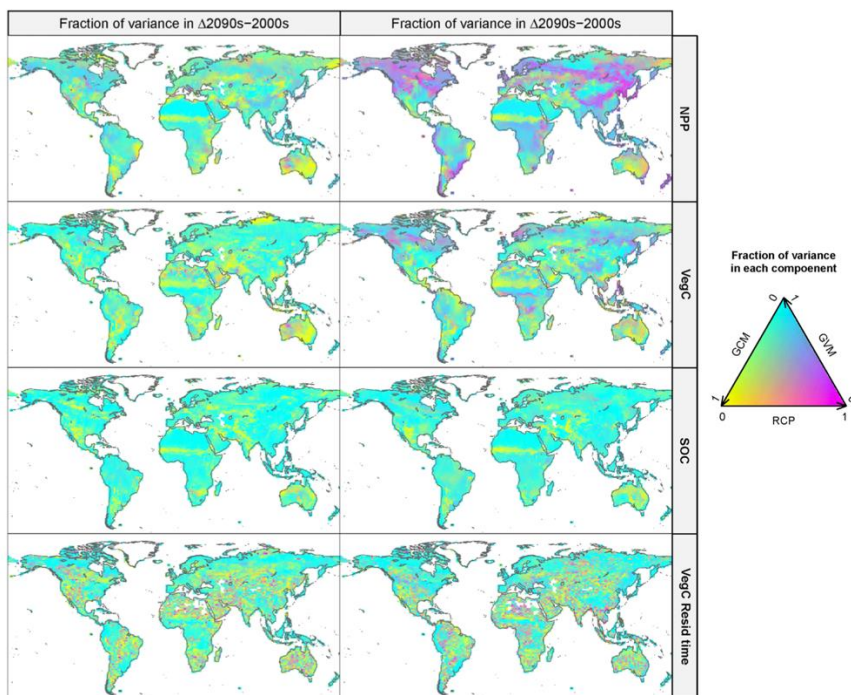 Fraction of variance in Δ2090s−2000s
Fraction of variance in Δ2090s−2000s
NPP
VegC
SOC
VegC Resid time
Fraction of variance
in each compoenent
0
1
GCM
GVM
1
0
0
RCP
1